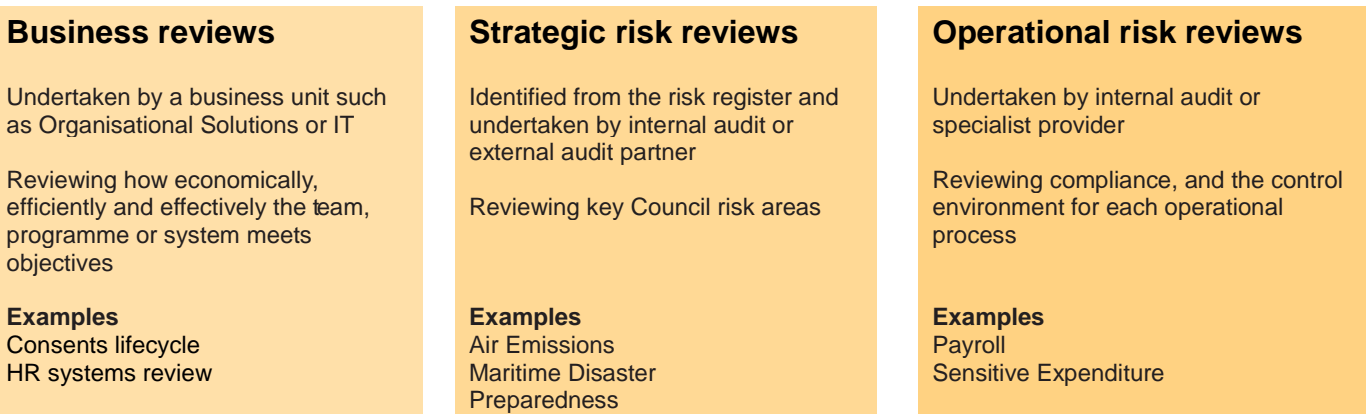 Business reviews
Undertaken by a business unit such
as Organisational Solutions or IT
Reviewing how economically,
efficiently and effectively the team,
programme or system meets
objectives
Examples
Consents lifecycle
HR systems review
Strategic risk reviews
Identified from the risk register and
undertaken by internal audit or
external audit partner
Reviewing key Council risk areas
Examples
Air Emissions
Maritime Disaster
Preparedness
Operational risk reviews
Undertaken by internal audit or
specialist provider
Reviewing compliance, and the control
environment for each operational
process
Examples
Payroll
Sensitive Expenditure